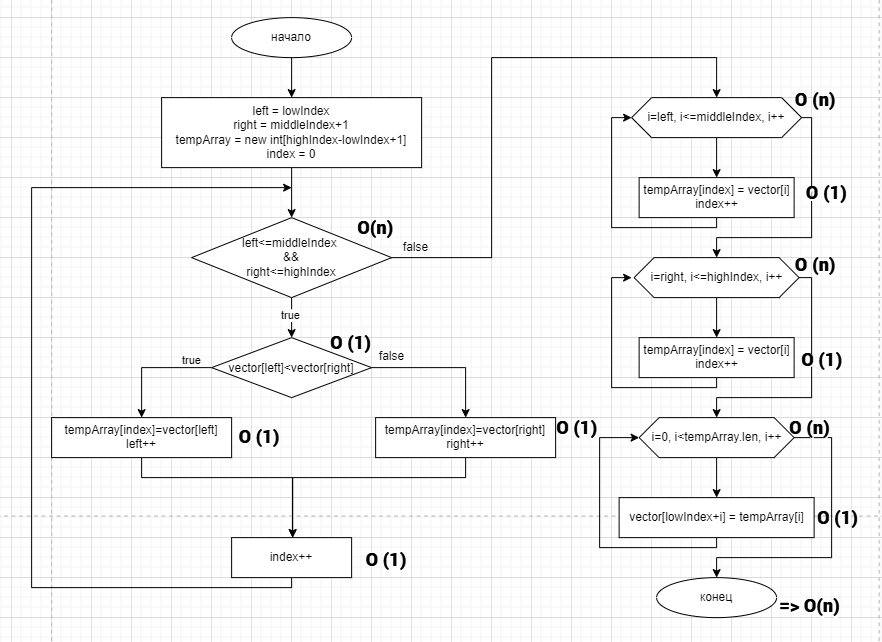 начало
left = lowIndex
right = middleIndex+1
tempArray = new int[highIndex-lowIndex+1]
index = 0
O(n)
left<=middleIndex
&&
right<=highIndex
false
true
O (1)
vector[left]<vector[right]
true
false
tempArray[index]=vector[left]
left++
O (1)
tempArray[index]=vector[right]
right++
O (1)
index++
O (1)
O (n)
i=left, i<=middleIndex, i++
tempArray[index] = vector[i]
index++
O (1)
O (n)
i=right, i<=highIndex, i++
tempArray[index] = vector[i]
index++
O (1)
O (n)
i=0, i<tempArray.len, i++
vector[lowIndex+i] = tempArray[i]
O (1)
конец
=> O(n)